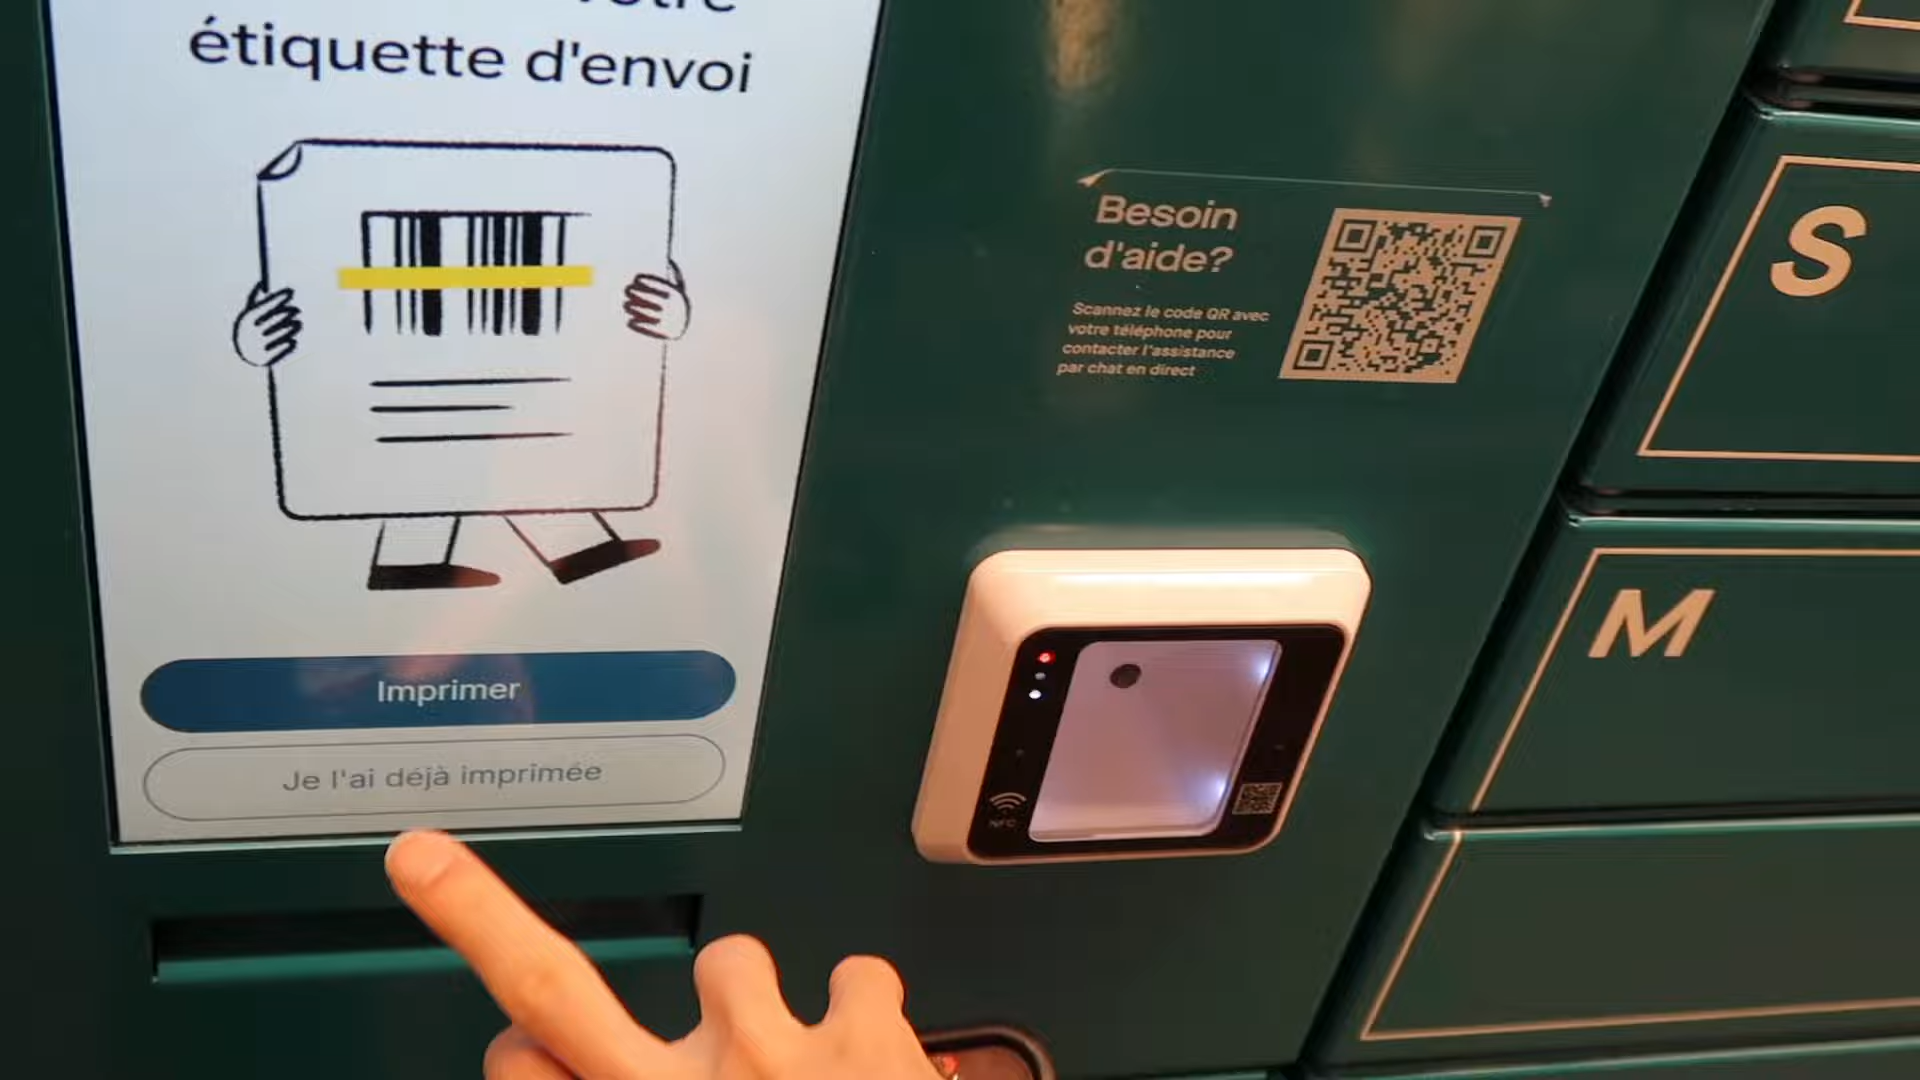 étiquette d'envoi
Imprimer
Je l'ai déjà imprimée
Besoin
d'aide?
Scannez le code QR avec
votre téléphone pour
contacter l'assistance
par chat en direct
NFC
S
M